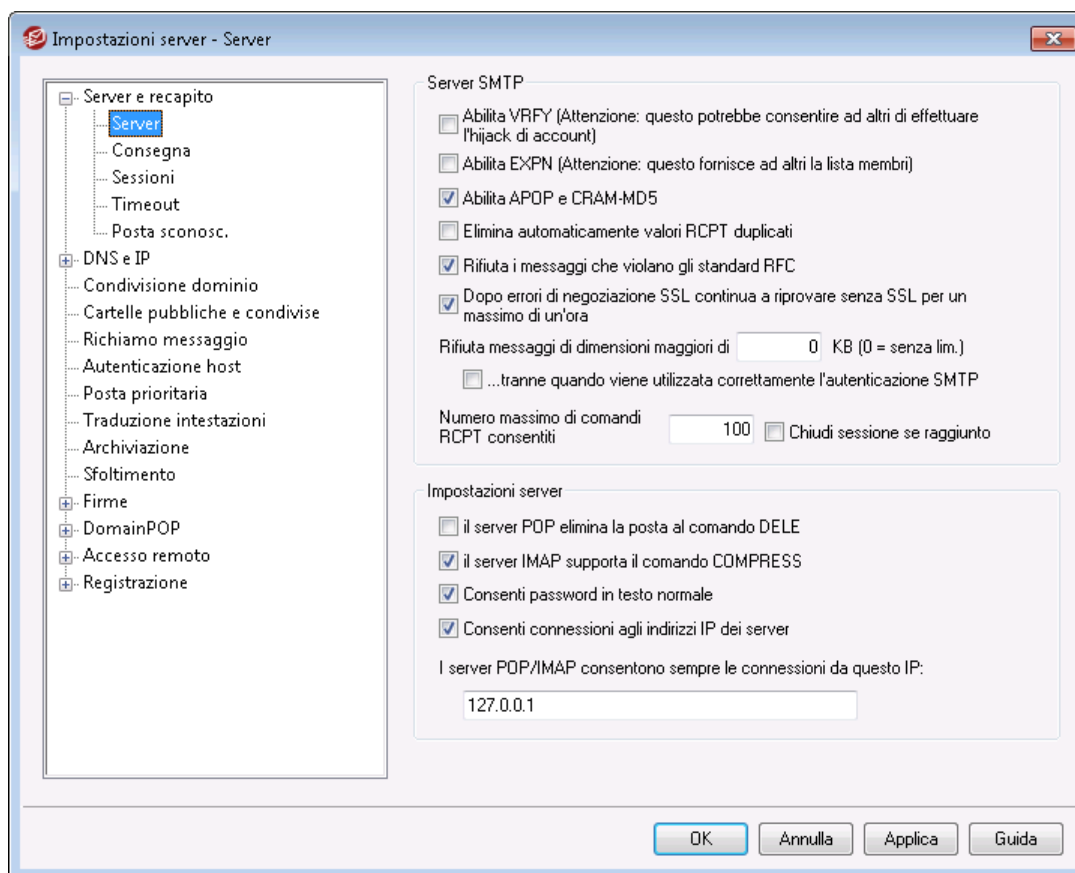 Impostazioni server - Server
Server e recapito
Server
Consegna
Sessioni
Timeout
Posta sconosc.
DNS e IP
Condivisione dominio
Cartelle pubbliche e condivise
Richiamo messaggio
Autenticazione host
Posta prioritaria
Traduzione intestazioni
Archiviazione
Sfoltimento
Firme
DomainPOP
Accesso remoto
Registrazione
Server SMTP
Abilita VRFY (Attenzione: questo potrebbe consentire ad altri di effettuare
l'hijack di account)
Abilita EXPN (Attenzione: questo fornisce ad altri la lista membri)
Abilita APOP e CRAM-MD5
Elimina automaticamente valori RCPT duplicati
Rifiuta i messaggi che violano gli standard RFC
Dopo errori di negoziazione SSL continua a riprovare senza SSL per un
massimo di un'ora
Rifiuta messaggi di dimensioni maggiori di 0 KB (0 = senza lim.)
...tranne quando viene utilizzata correttamente l'autenticazione SMTP
Numero massimo di comandi
RCPT consentiti 100 Chiudi sessione se raggiunto
Impostazioni server
il server POP elimina la posta al comando DELE
il server IMAP supporta il comando COMPRESS
Consenti password in testo normale
Consenti connessioni agli indirizzi IP dei server
I server POP/IMAP consentono sempre le connessioni da questo IP:
127.0.0.1
OK Annulla Applica Guida